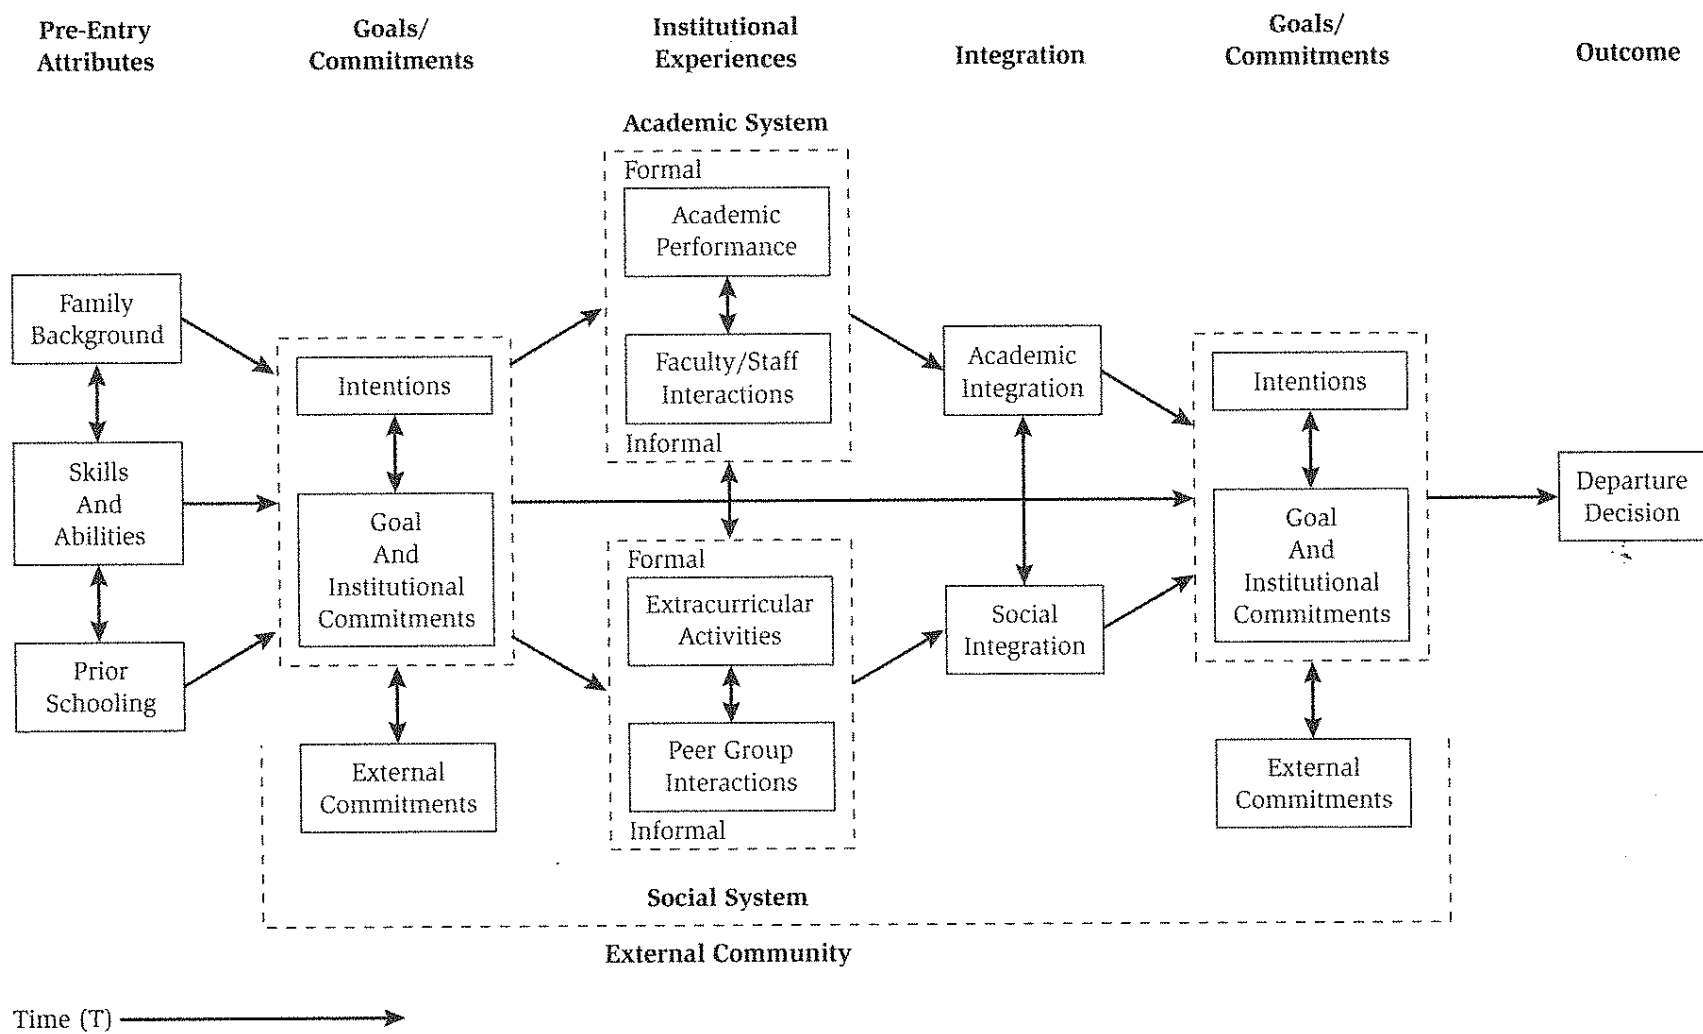 Pre-Entry
Attributes
Goals/
Commitments
Institutional
Experiences
Integration
Goals/
Commitments
Outcome
Academic System
Formal
Academic
Performance
Faculty/Staff
Interactions
Informal
Family
Background
Skills
And
Abilities
Prior
Schooling
Intentions
Goal
And
Institutional
Commitments
External
Commitments
Formal
Extracurricular
Activities
Peer Group
Interactions
Informal
Social System
Academic
Integration
Social
Integration
Intentions
Goal
And
Institutional
Commitments
External
Commitments
Departure
Decision
External Community
Time (T)